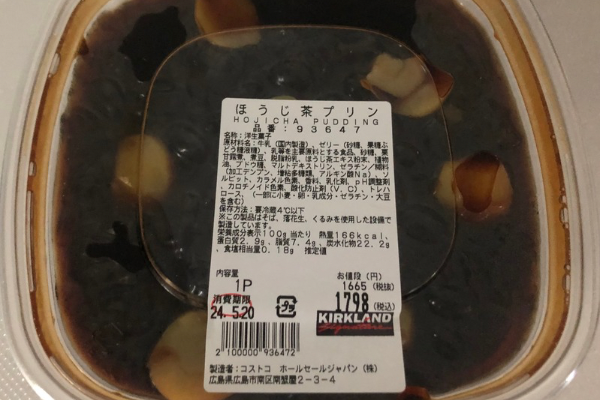 ほうじ茶プリン
HOJICHA PUDDING
品番：93647
名称：洋生菓子
原材料名：牛乳（国内製造）、ゼリー（砂糖、果糖ぶ
どう糖液糖）、乳等を主要原料とする食品、砂糖、栗
甘露煮、黒豆、脱脂粉乳、ほうじ茶エキス粉末、植物
油、ブドウ糖、マルトデキストリン、ゼラチン／糊料
（加工デンプン、増粘多糖類、アルギン酸Na）、ソ
ルビット、カラメル色素、香料、乳化剤、pH調整剤
、カロチノイド色素、酸化防止剤（V.C）、トレハ
ロース、（一部に小麦・卵・乳成分・ゼラチン・大豆
を含む）
保存方法：要冷蔵4℃以下
※この製品はそば、落花生、くるみを使用した設備で
製造しています。
栄養成分表示100g当たり 熱量166kcal、
蛋白質2.9g、脂質7.4g、炭水化物22.2
g、食塩相当量0.18g 推定値
内容量
1P
お値段（円）
1665（税抜）
消費期限
24.5.20
1798（税込）
KIRKLAND
Signature
2100000936472
製造者：コストコ ホールセールジャパン（株）
広島県広島市南区南蟹屋2-3-4